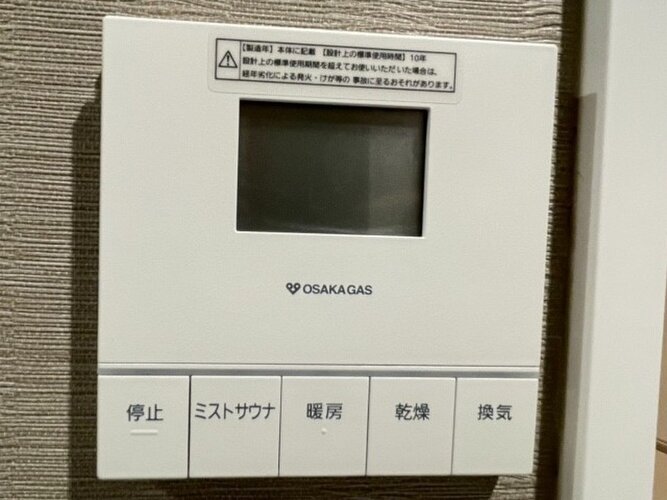 【製造年】本体に記載 【設計上の標準使用時間】10年
設計上の標準使用期間を超えてお使いいただいた場合は、
経年劣化による発火・けが等の 事故に至るおそれがあります。
OSAKA GAS
停止 ミストサウナ 暖房 乾燥 換気